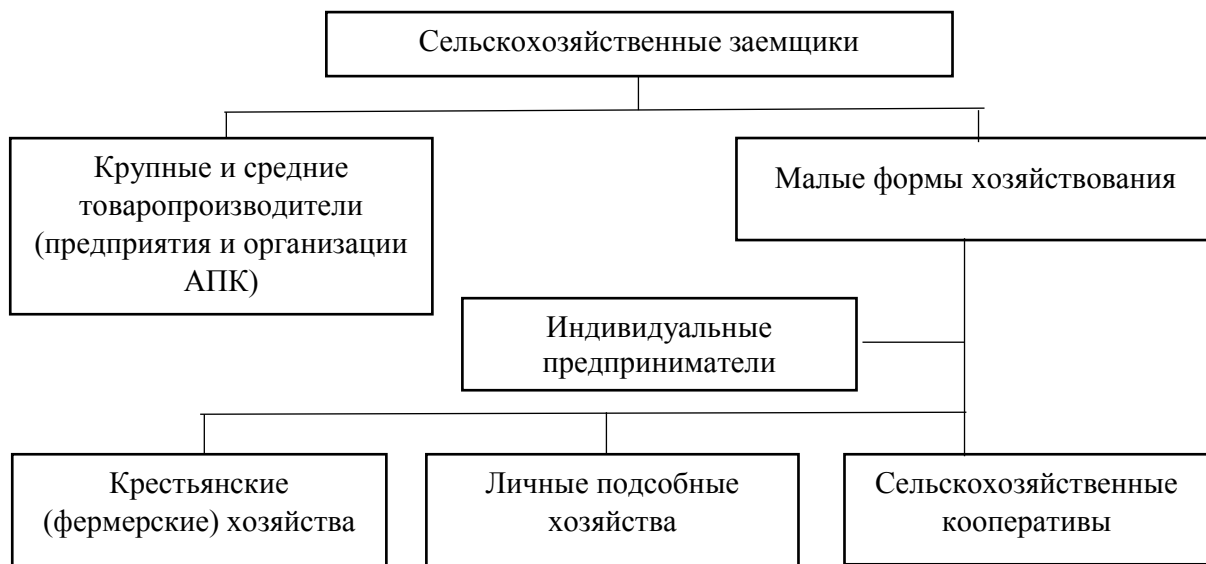 Сельскохозяйственные заемщики
Крупные и средние
товаропроизводители
(предприятия и организации
АПК)
Малые формы хозяйствования
Индивидуальные
предприниматели
Крестьянские
(фермерские) хозяйства
Личные подсобные
хозяйства
Сельскохозяйственные
кооперативы